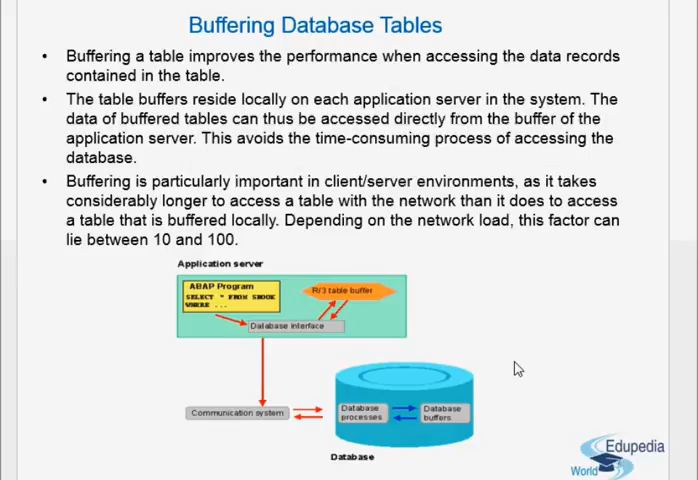 Buffering Database Tables
• Buffering a table improves the performance when accessing the data records
contained in the table.
• The table buffers reside locally on each application server in the system. The
data of buffered tables can thus be accessed directly from the buffer of the
application server. This avoids the time-consuming process of accessing the
database.
• Buffering is particularly important in client/server environments, as it takes
considerably longer to access a table with the network than it does to access
a table that is buffered locally. Depending on the network load, this factor can
lie between 10 and 100.
Application server
ABAP Program
SELECT * FROM SBOOK
WHERE ...
R/3 table buffer
Database interface
Communication system
Database
processes
Database
buffers
Database
Edupedia
World